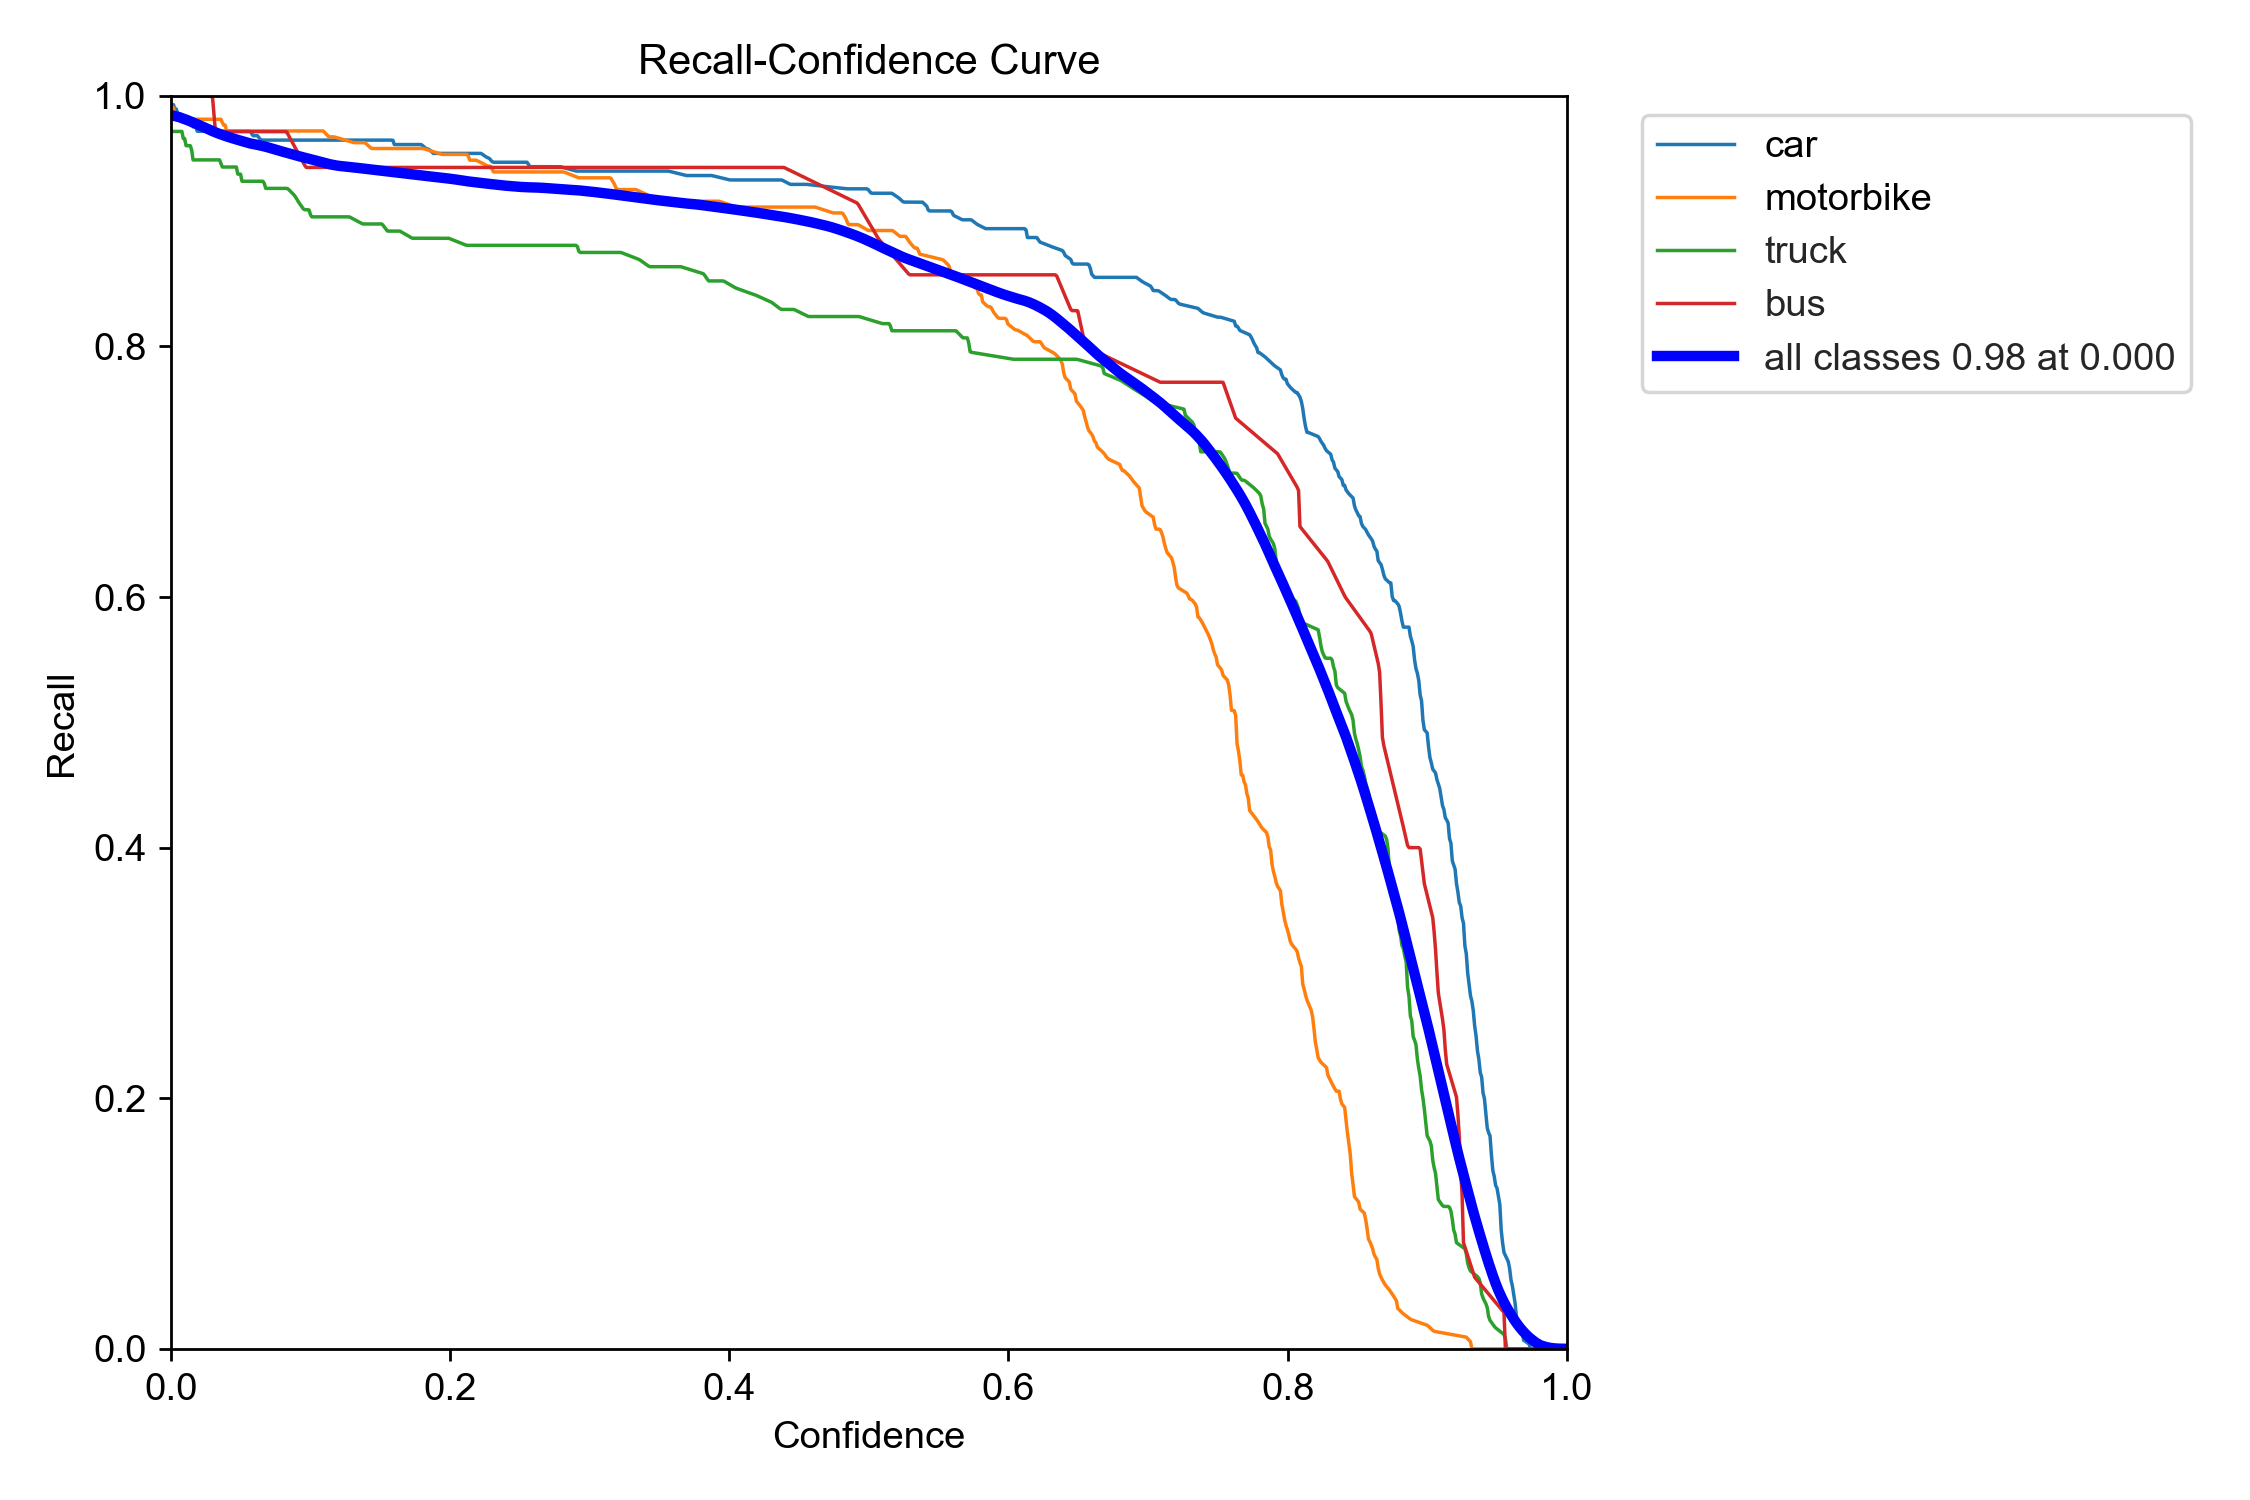 Recall-Confidence Curve
1.0
0.8
0.6
0.4
0.2
0.0
Recall
0.0 0.2 0.4 0.6 0.8 1.0
Confidence
car
motorbike
truck
bus
all classes 0.98 at 0.000